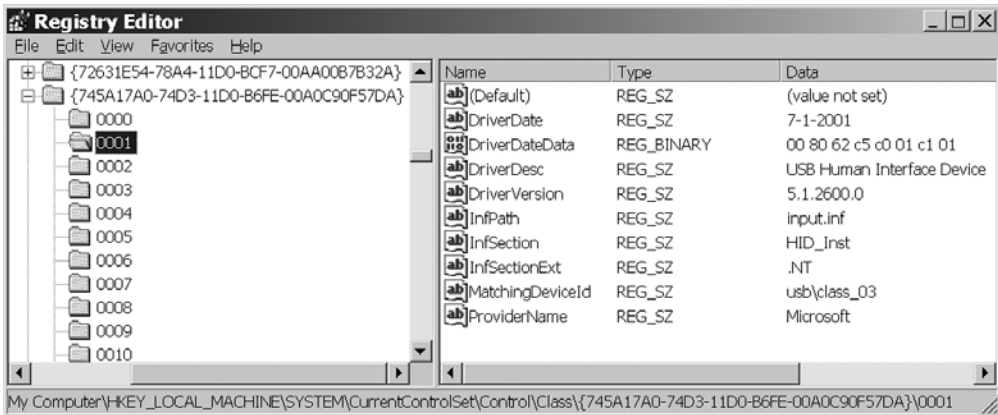 Registry Editor
File Edit View Favorites Help
{72631E54-78A4-11D0-BCF7-00AA00B7B32A}
{745A17A0-74D3-11D0-B6FE-00A0C90F57DA}
0000
0001
0002
0003
0004
0005
0006
0007
0008
0009
0010
Name Type Data
(Default) REG_SZ (value not set)
DriverDate REG_SZ 7-1-2001
DriverDateData REG_BINARY 00 80 62 c5 c0 01 c1 01
DriverDesc REG_SZ USB Human Interface Device
DriverVersion REG_SZ 5.1.2600.0
InfPath REG_SZ input.inf
InfSection REG_SZ HID_Inst
InfSectionExt REG_SZ .NT
MatchingDeviceId REG_SZ usb\class_03
ProviderName REG_SZ Microsoft
My Computer\HKEY_LOCAL_MACHINE\SYSTEM\CurrentControlSet\Control\Class\{745A17A0-74D3-11D0-B6FE-00A0C90F57DA}\0001